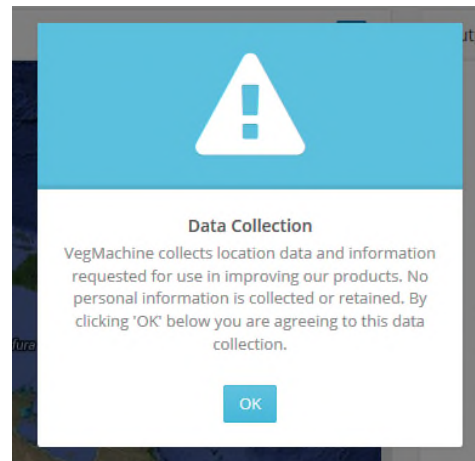 Data Collection
VegMachine collects location data and information
requested for use in improving our products. No
personal information is collected or retained. By
clicking 'OK' below you are agreeing to this data
collection.
OK